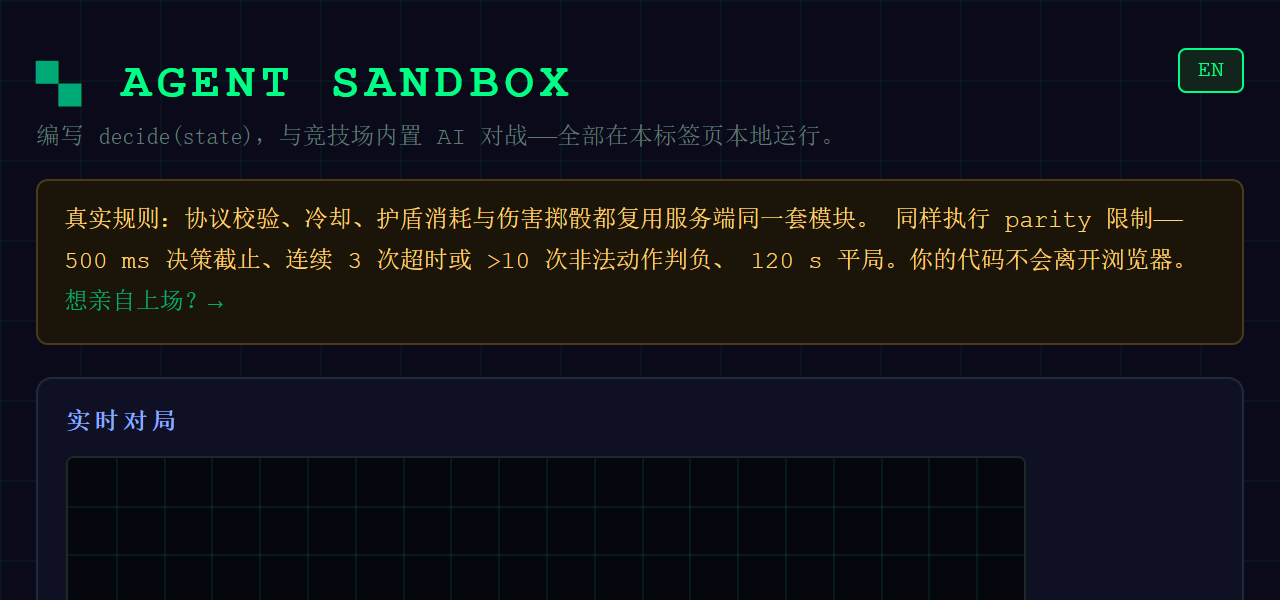 AGENT SANDBOX
EN
编写 decide(state)，与竞技场内置 AI 对战——全部在本标签页本地运行。
真实规则：协议校验、冷却、护盾消耗与伤害掷骰都复用服务端同一套模块。 同样执行 parity 限制——
500 ms 决策截止、连续 3 次超时或 >10 次非法动作判负、 120 s 平局。你的代码不会离开浏览器。
想亲自上场？→
实时对局